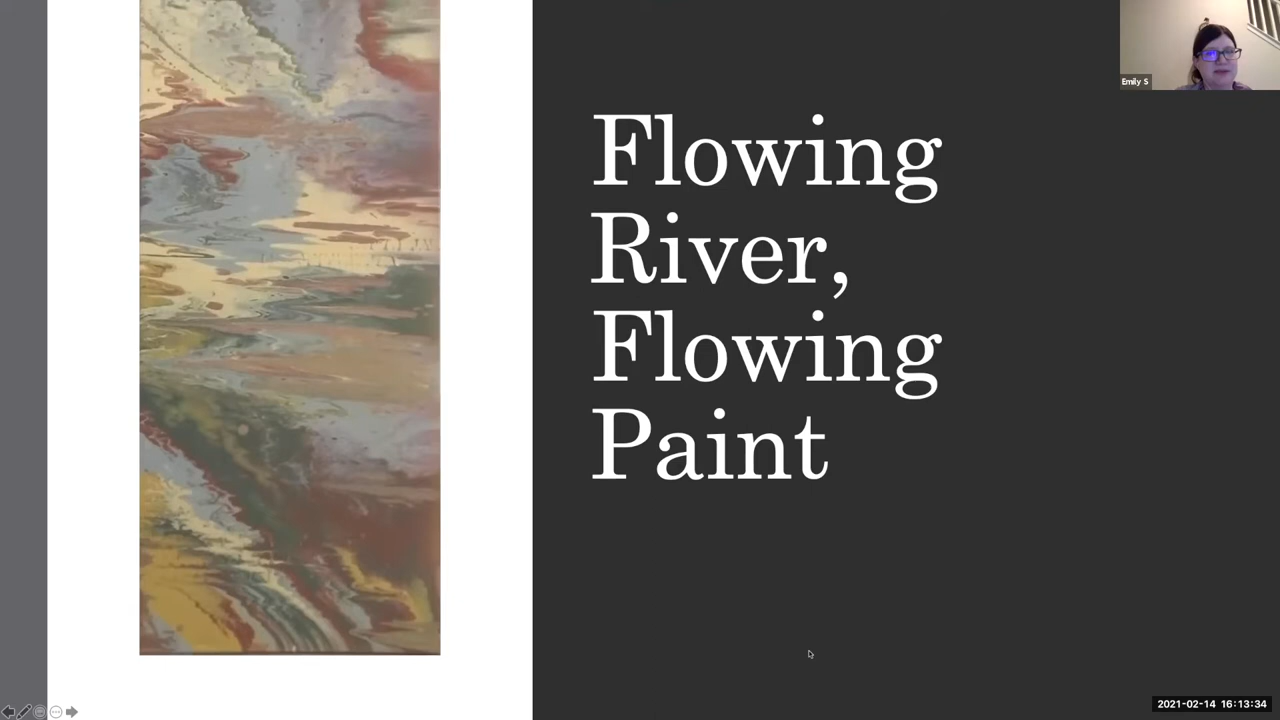 Emily S
Flowing
River,
Flowing
Paint
2021-02-14 16:13:34